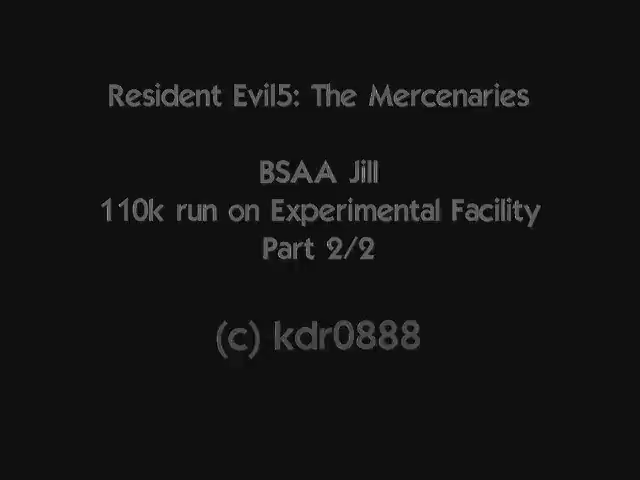 Resident Evil5: The Mercenaries
BSAA Jill
110k run on Experimental Facility
Part 2/2
(c) kdr0888